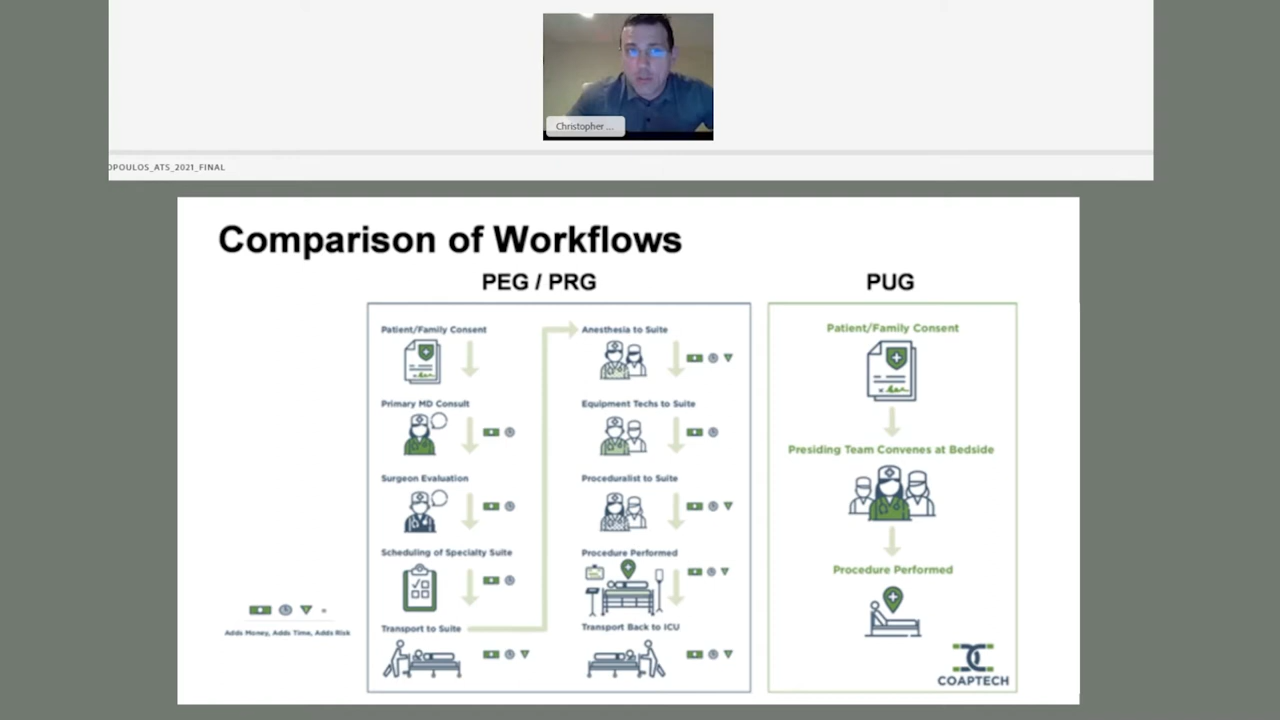 Christopher ...
OPOULOS_ATS_2021_FINAL
Comparison of Workflows
PEG / PRG
Patient/Family Consent
Primary MD Consult
Surgeon Evaluation
Scheduling of Specialty Suite
Transport to Suite
Anesthesia to Suite
Equipment Techs to Suite
Proceduralist to Suite
Procedure Performed
Transport Back to ICU
PUG
Patient/Family Consent
Presiding Team Convenes at Bedside
Procedure Performed
COAPTECH
Adds Money, Adds Time, Adds Risk